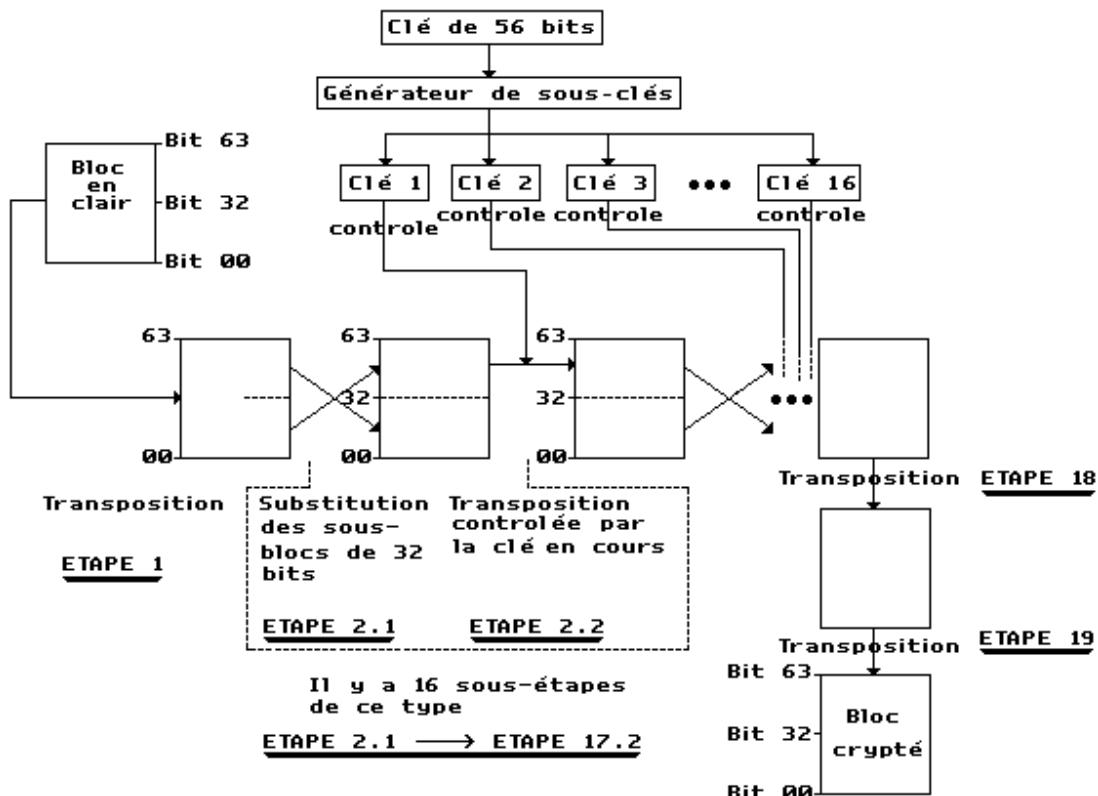 Clé de 56 bits
Générateur de sous-clés
Bit 63
Bloc
en
clair
Bit 32
Bit 00
Clé 1
Clé 2
Clé 3
•••
Clé 16
controle
controle
controle
controle
63
63
63
32
32
•••
00
00
00
Transposition
ETAPE 1
Substitution
des sous-
blocs de 32
bits
ETAPE 2.1
Transposition
controlée par
la clé en cours
ETAPE 2.2
Transposition
ETAPE 18
Transposition
ETAPE 19
Il y a 16 sous-étapes
de ce type
ETAPE 2.1 ⟶ ETAPE 17.2
Bit 63
Bloc
Bit 32
crypté
Bit 00